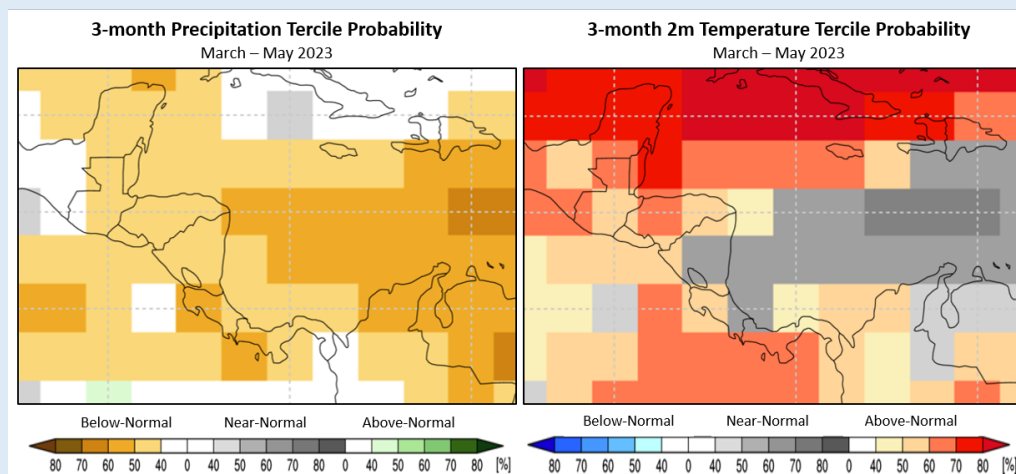 3-month Precipitation Tercile Probability
March – May 2023
Below-Normal Near-Normal Above-Normal
80 70 60 50 40 0 40 50 60 70 80 0 40 50 60 70 80 [%]
3-month 2m Temperature Tercile Probability
March – May 2023
Below-Normal Near-Normal Above-Normal
80 70 60 50 40 0 40 50 60 70 80 0 40 50 60 70 80 [%]